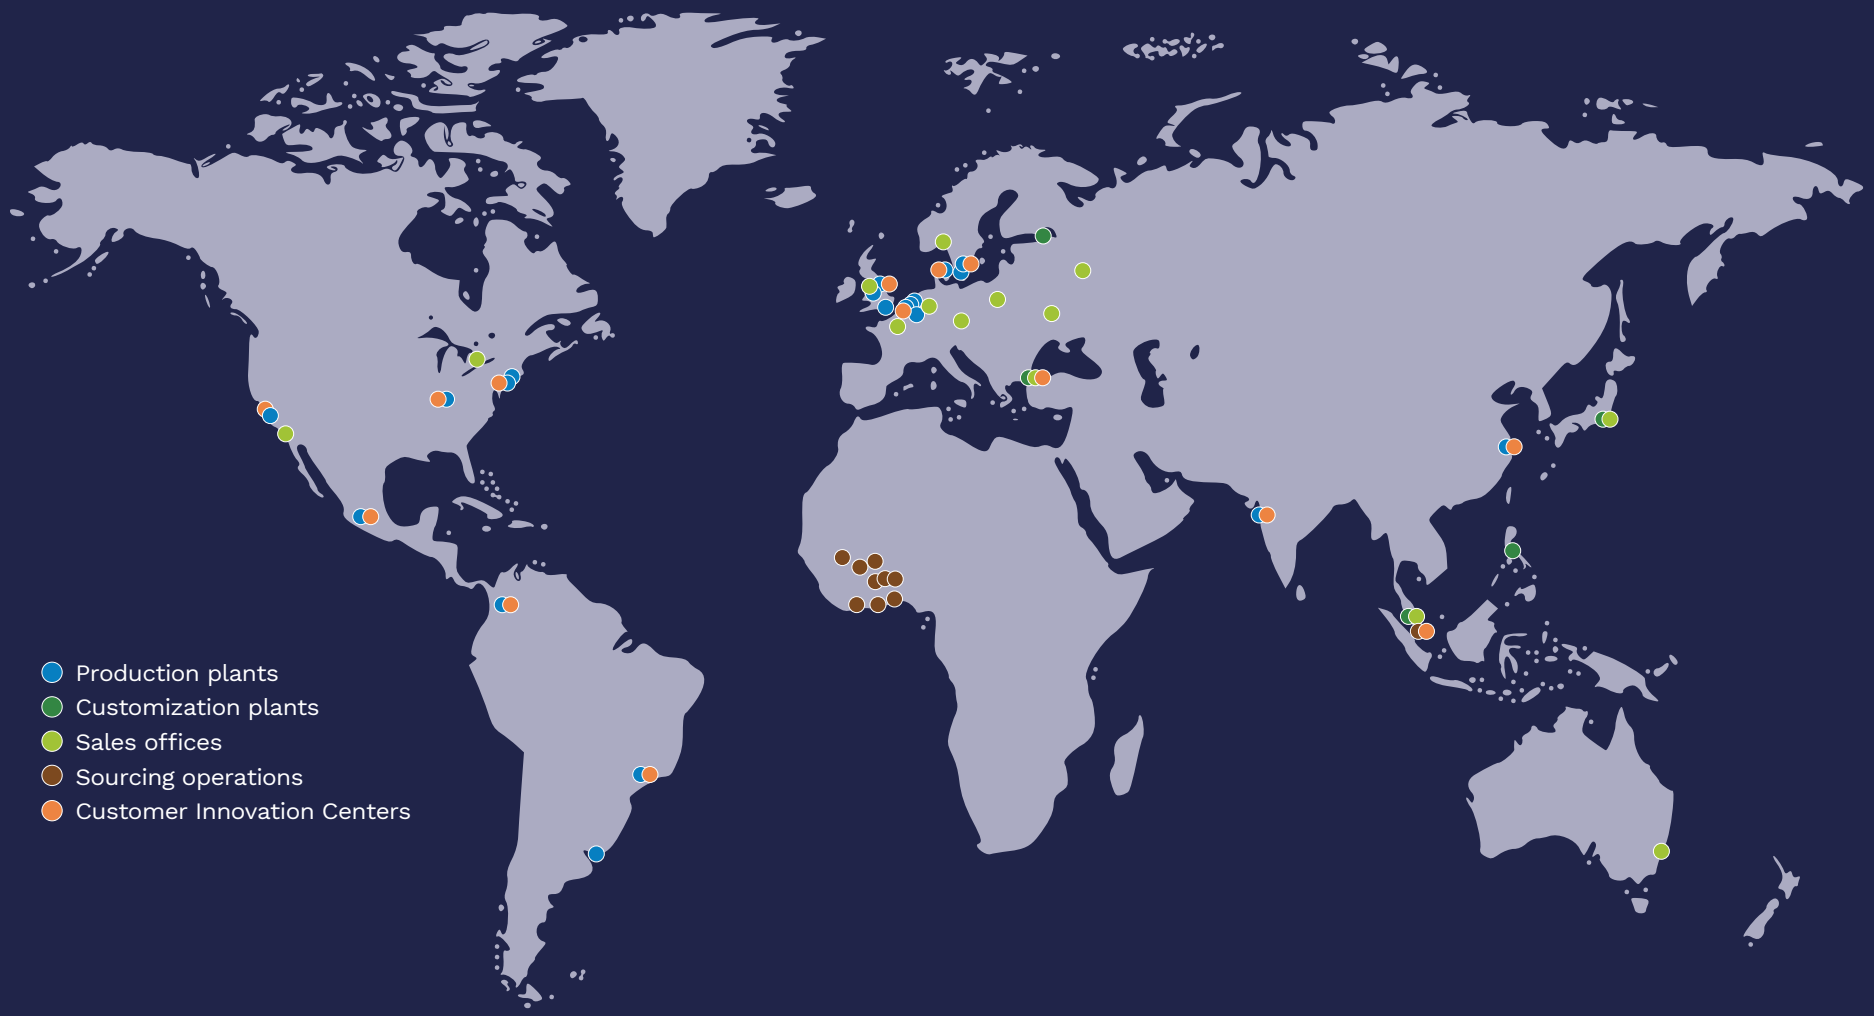 Production plants
Customization plants
Sales offices
Sourcing operations
Customer Innovation Centers